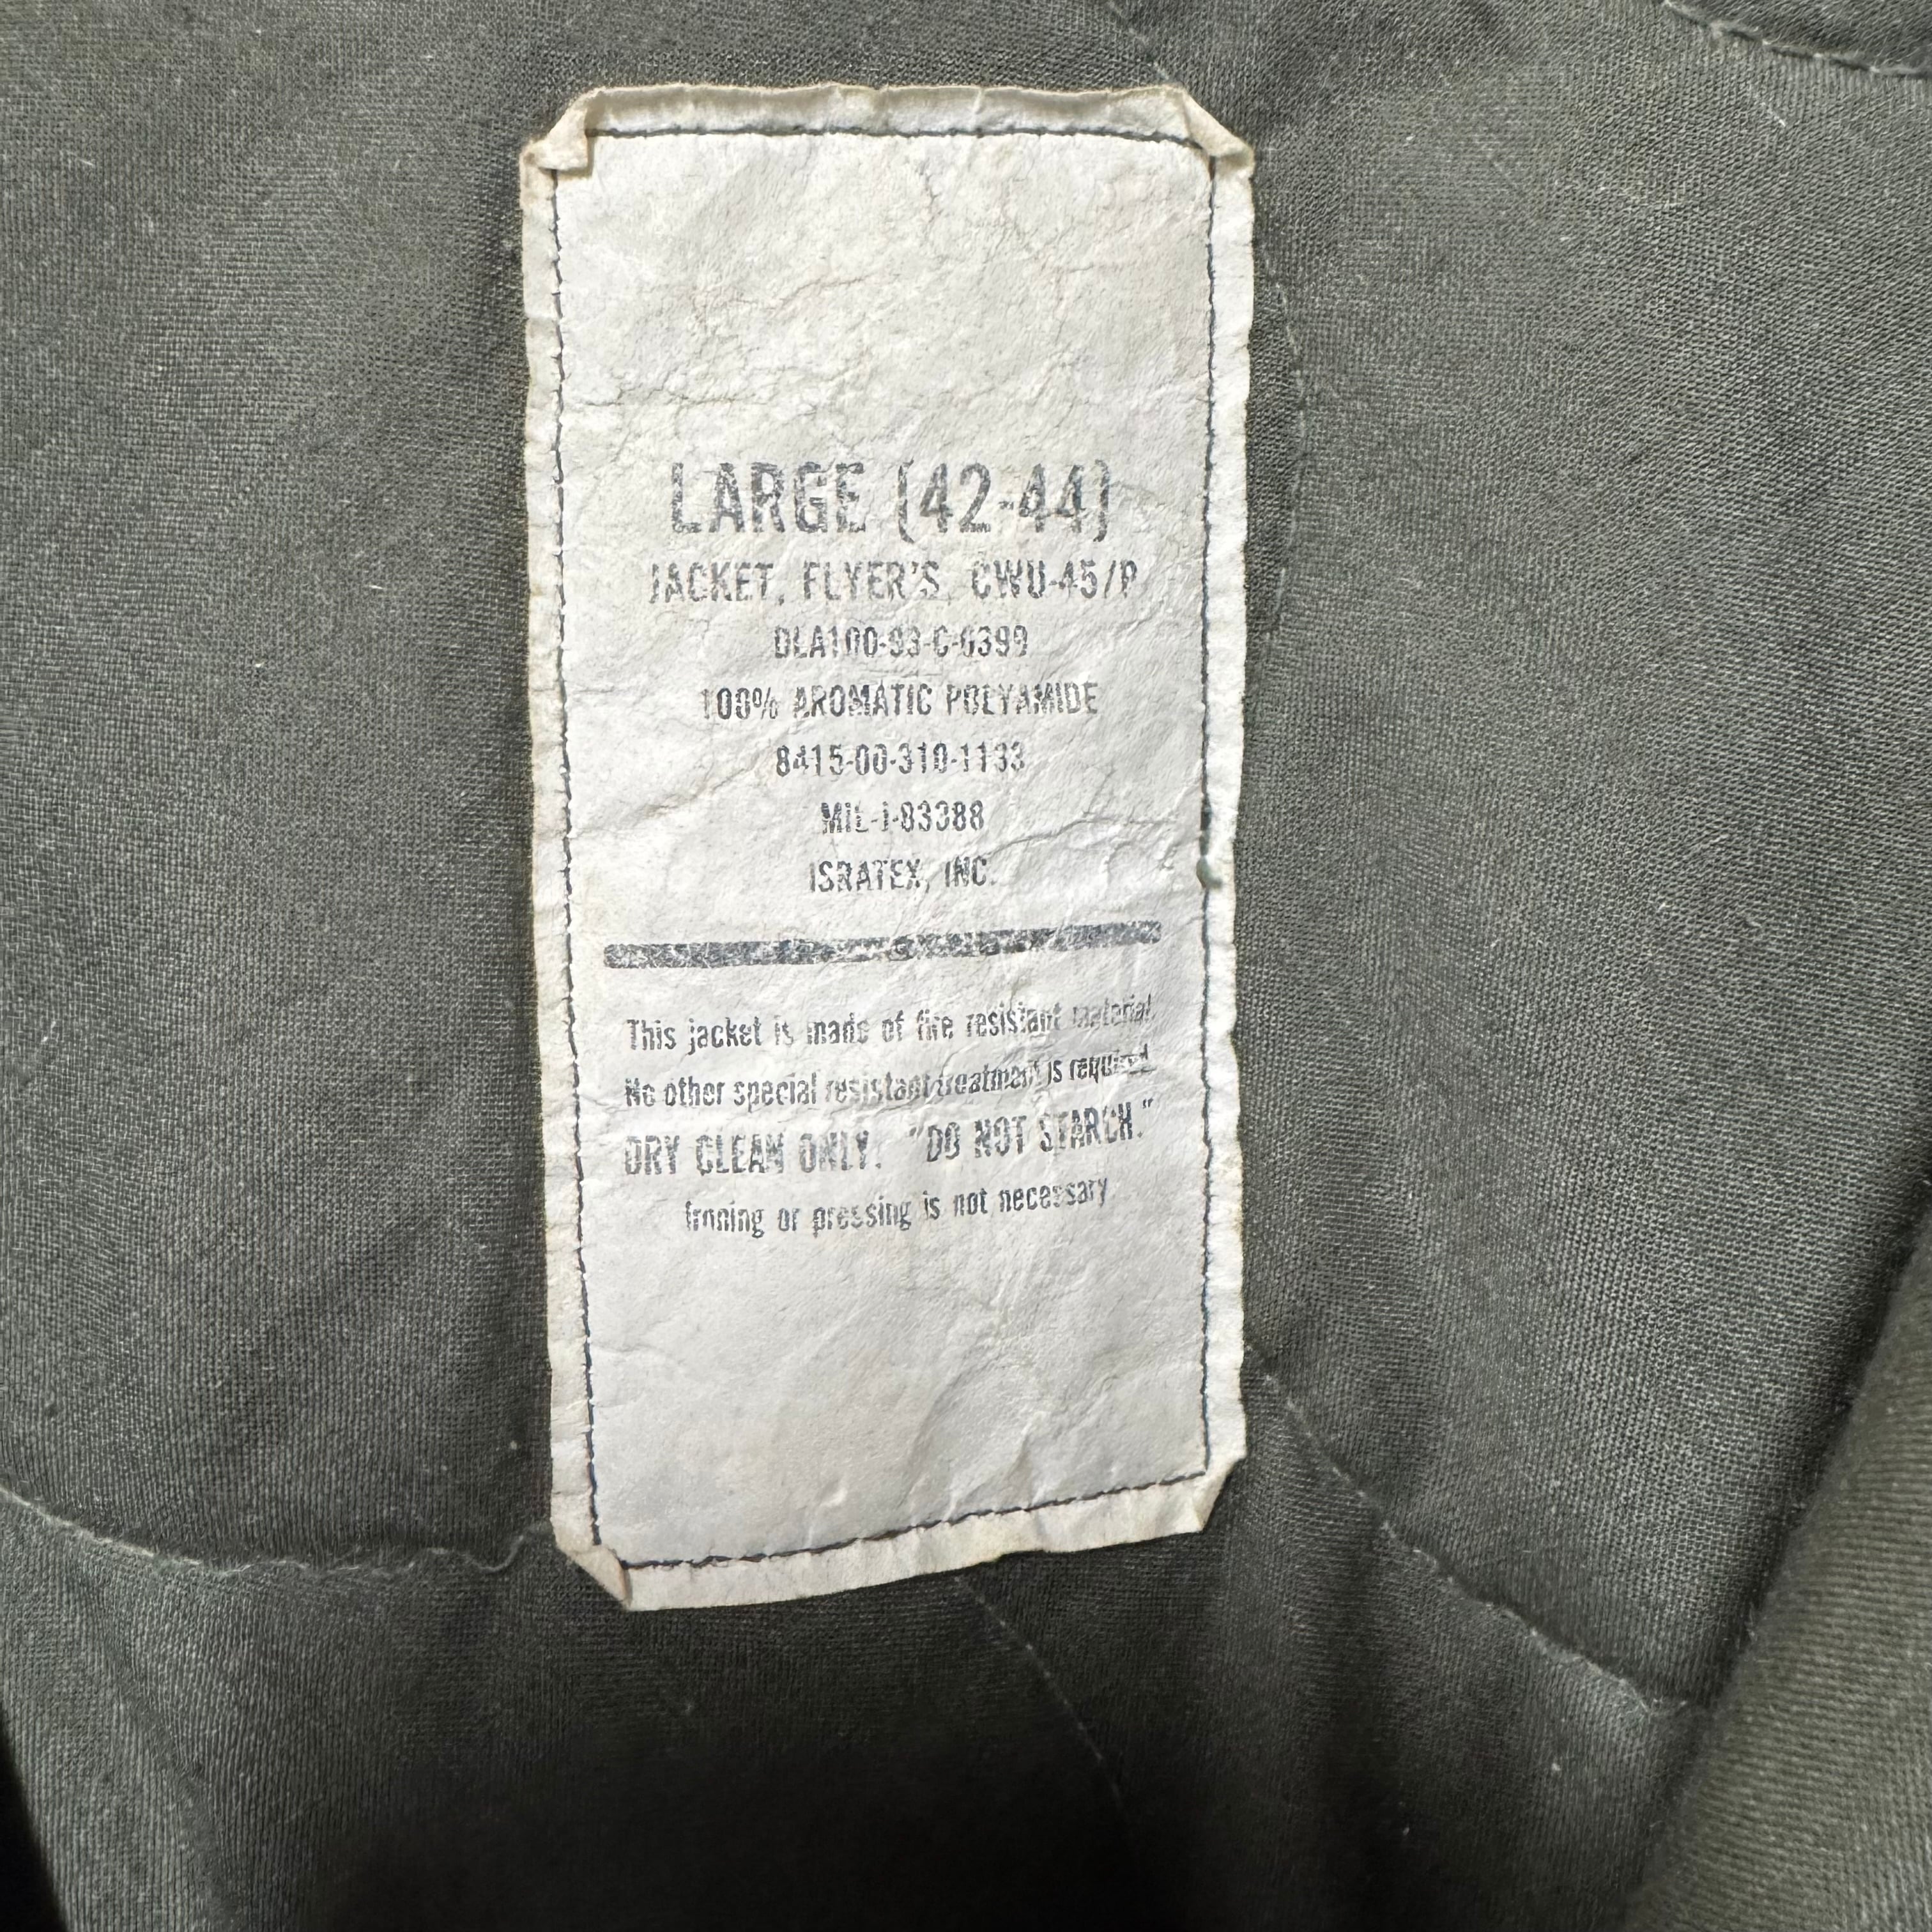 LARGE (42-44)
JACKET, FLYER'S, CWU-45/P
DLA100-83-C-0399
100% AROMATIC POLYAMIDE
8415-00-310-1133
MIL-J-83388
ISRATEX, INC.
This jacket is made of fire resistant material.
No other special resistant treatment is required.
DRY CLEAN ONLY. "DO NOT STARCH."
Ironing or pressing is not necessary